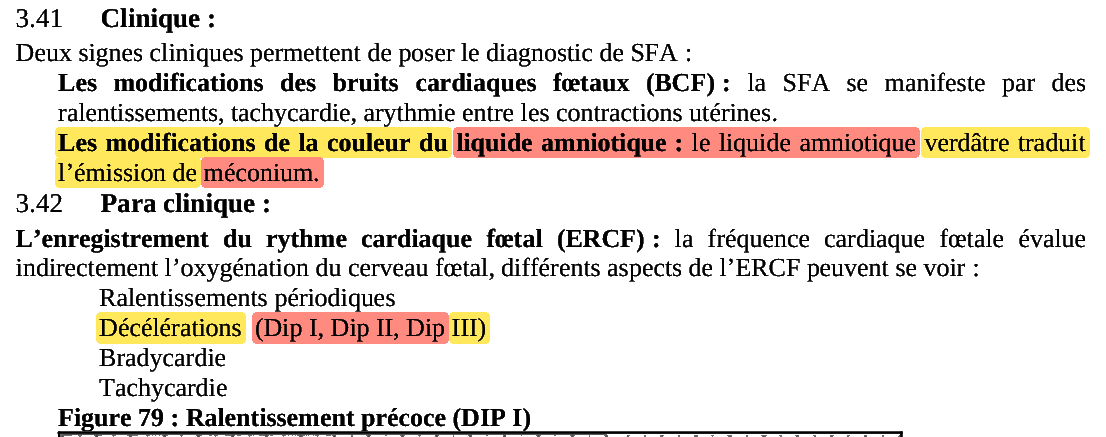 3.41 Clinique :
Deux signes cliniques permettent de poser le diagnostic de SFA :
Les modifications des bruits cardiaques fœtaux (BCF) : la SFA se manifeste par des
ralentissements, tachycardie, arythmie entre les contractions utérines.
Les modifications de la couleur du liquide amniotique : le liquide amniotique verdâtre traduit
l’émission de méconium.
3.42 Para clinique :
L’enregistrement du rythme cardiaque fœtal (ERCF) : la fréquence cardiaque fœtale évalue
indirectement l’oxygénation du cerveau fœtal, différents aspects de l’ERCF peuvent se voir :
Ralentissements périodiques
Décélérations (Dip I, Dip II, Dip III)
Bradycardie
Tachycardie
Figure 79 : Ralentissement précoce (DIP I)